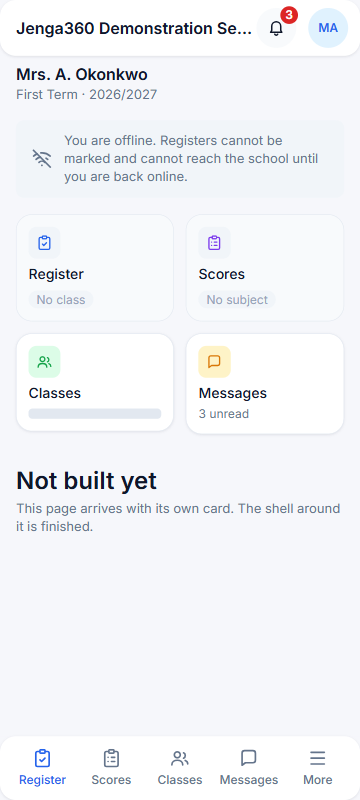 Jenga360 Demonstration Se...
3
MA
Mrs. A. Okonkwo
First Term · 2026/2027
You are offline. Registers cannot be
marked and cannot reach the school until
you are back online.
Register
No class
Scores
No subject
Classes
Messages
3 unread
Not built yet
This page arrives with its own card. The shell around
it is finished.
Register
Scores
Classes
Messages
More